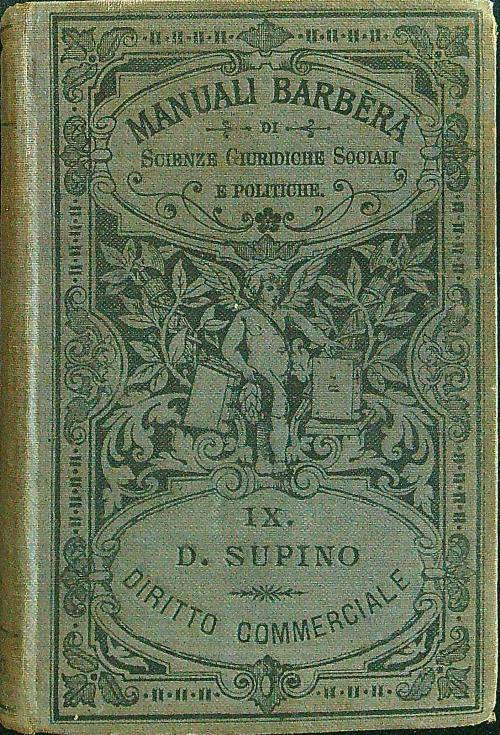 MANUALI BARBÈRA
DI
SCIENZE GIURIDICHE SOCIALI
E POLITICHE.
IX.
D. SUPINO
DIRITTO COMMERCIALE